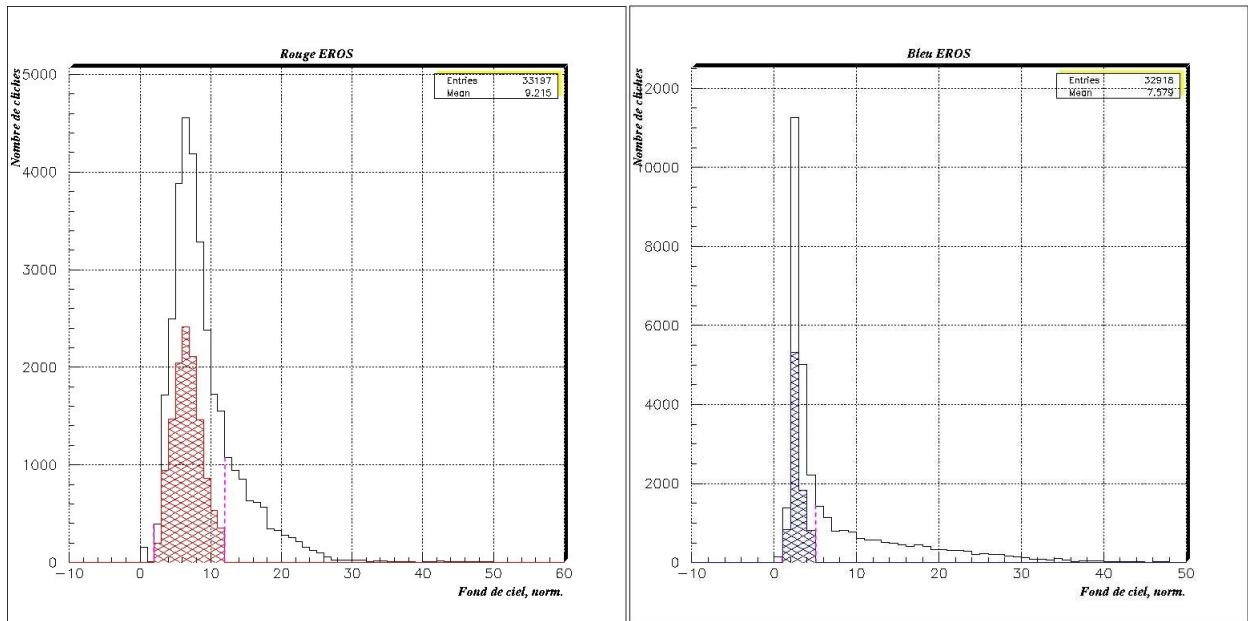 Rouge EROS
Nombre de cliches
Entries 33197
Mean 9.215
5000
4000
3000
2000
1000
0
-10 0 10 20 30 40 50 60
Fond de ciel, norm.
Bleu EROS
Nombre de cliches
Entries 32918
Mean 7.579
12000
10000
8000
6000
4000
2000
0
-10 0 10 20 30 40 50
Fond de ciel, norm.